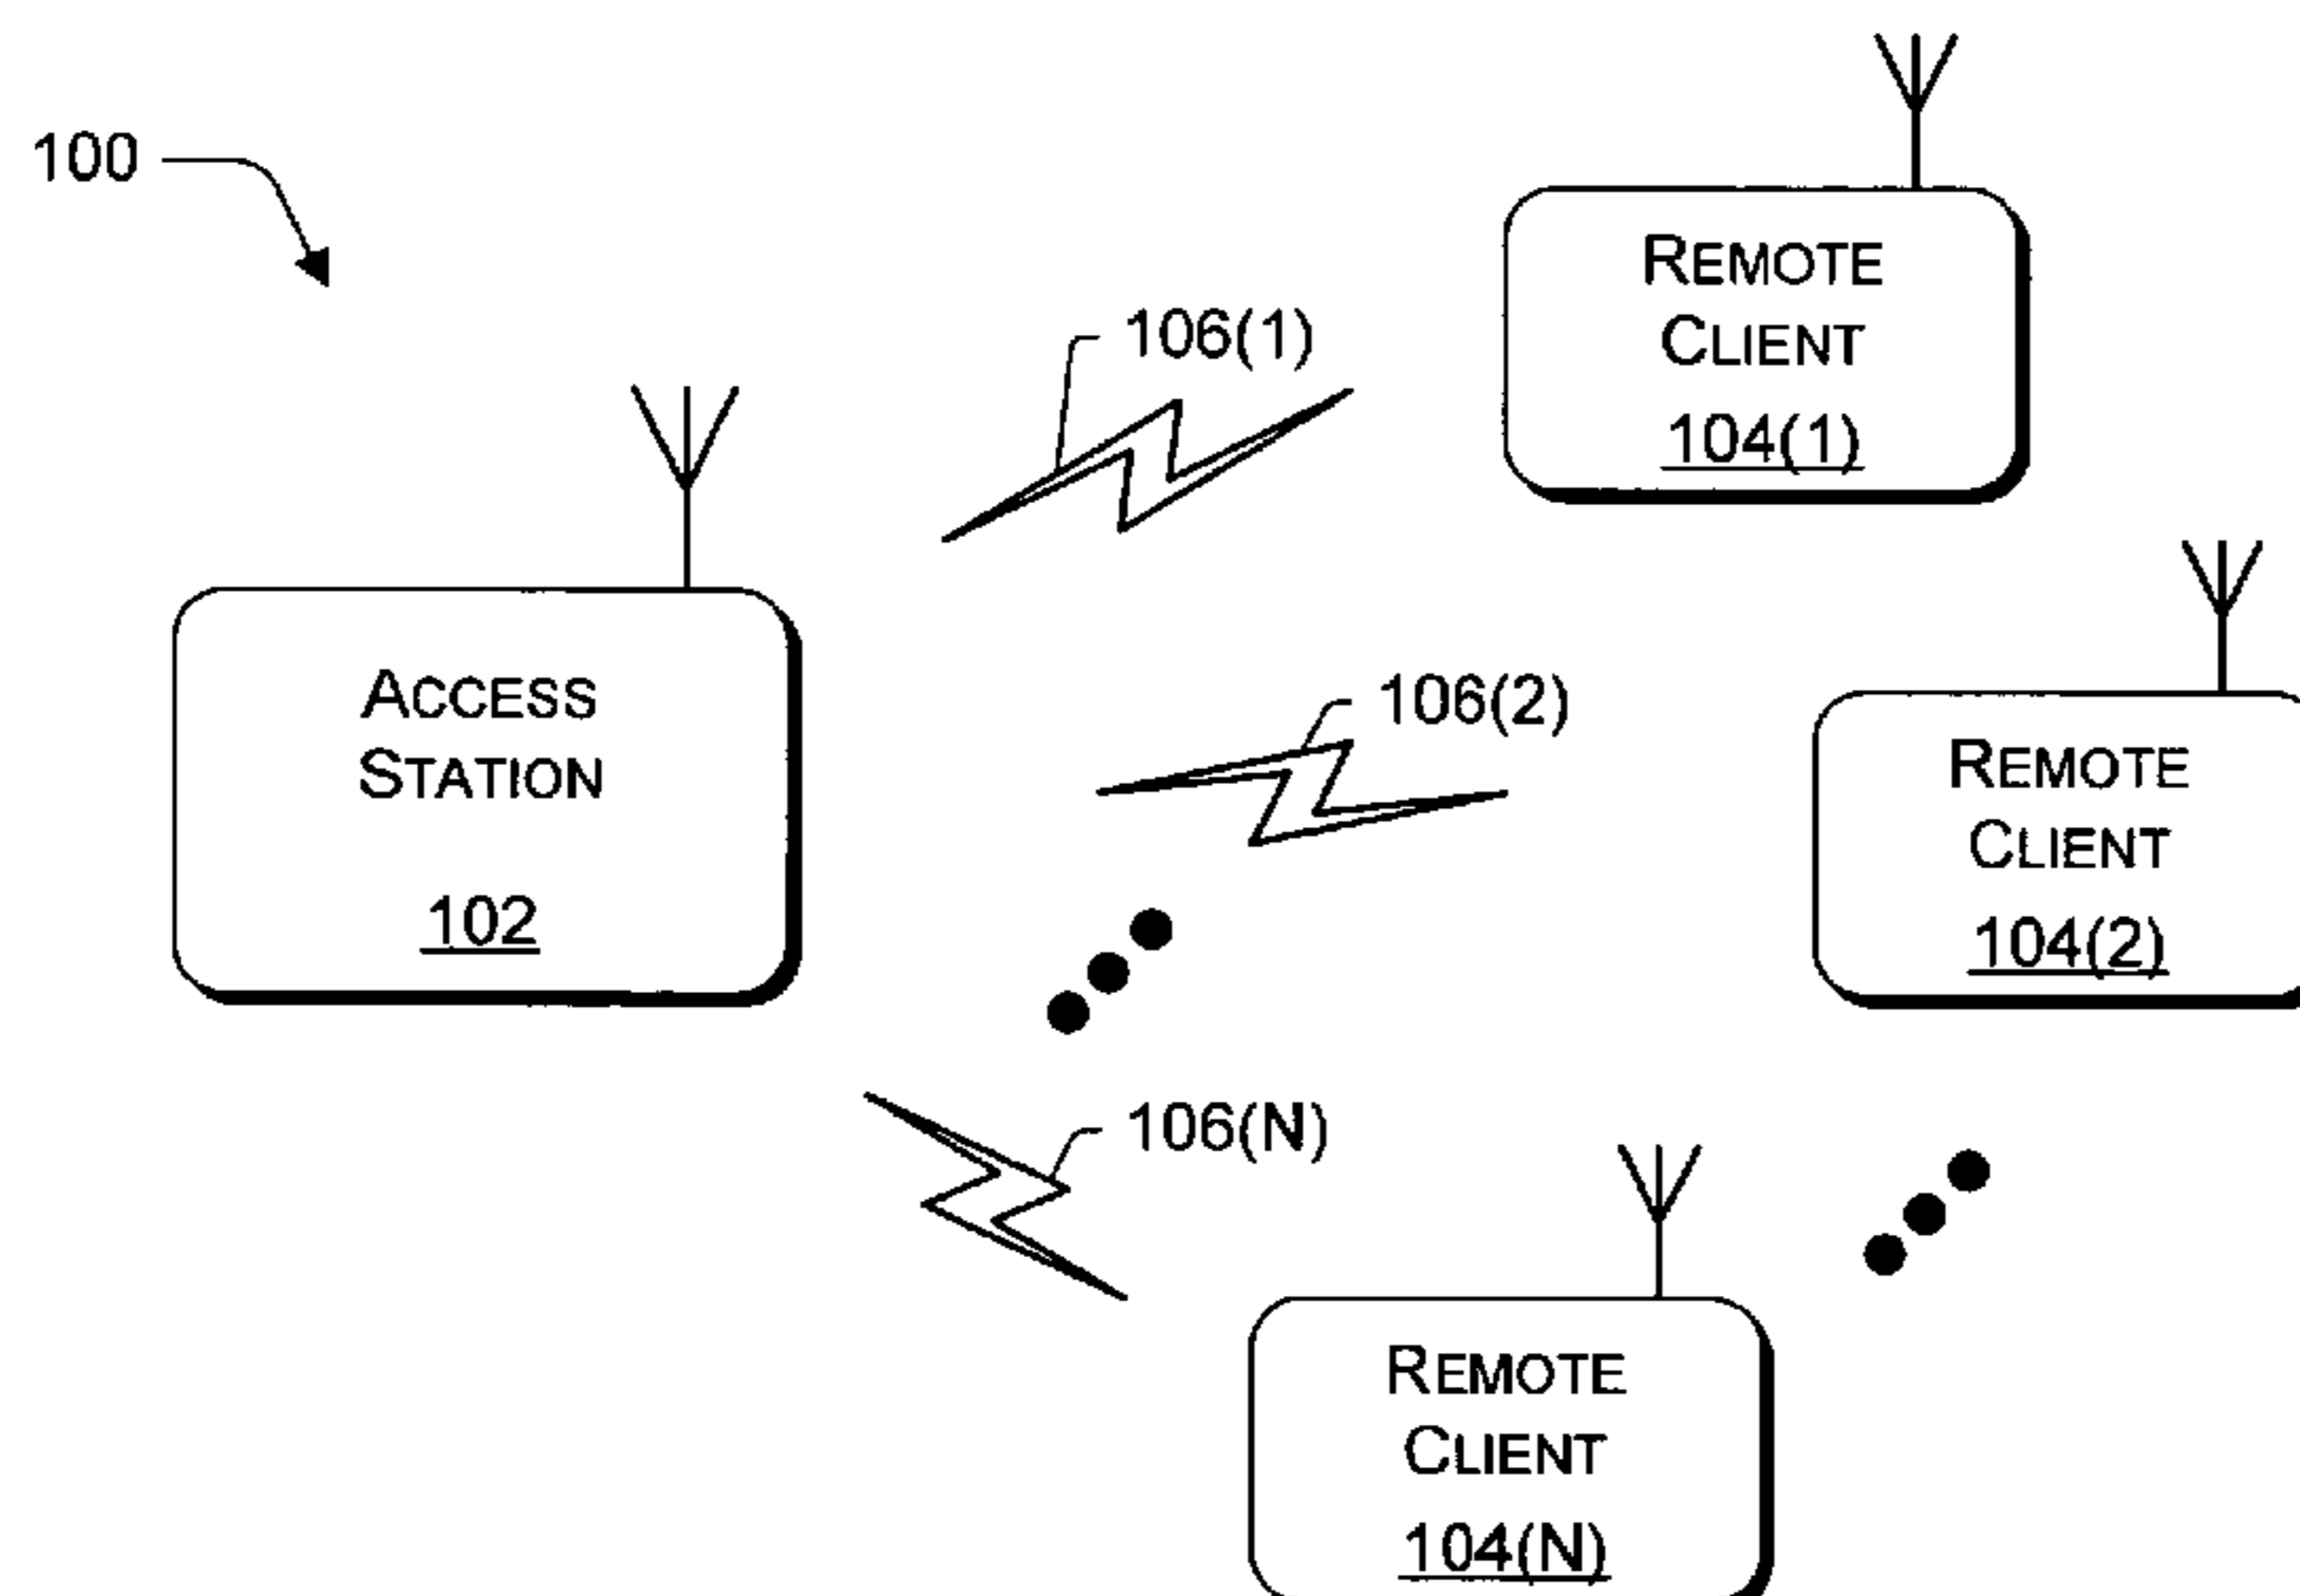 100
REMOTE
CLIENT
104(1)
106(1)
ACCESS
STATION
102
106(2)
REMOTE
CLIENT
104(2)
106(N)
REMOTE
CLIENT
104(N)